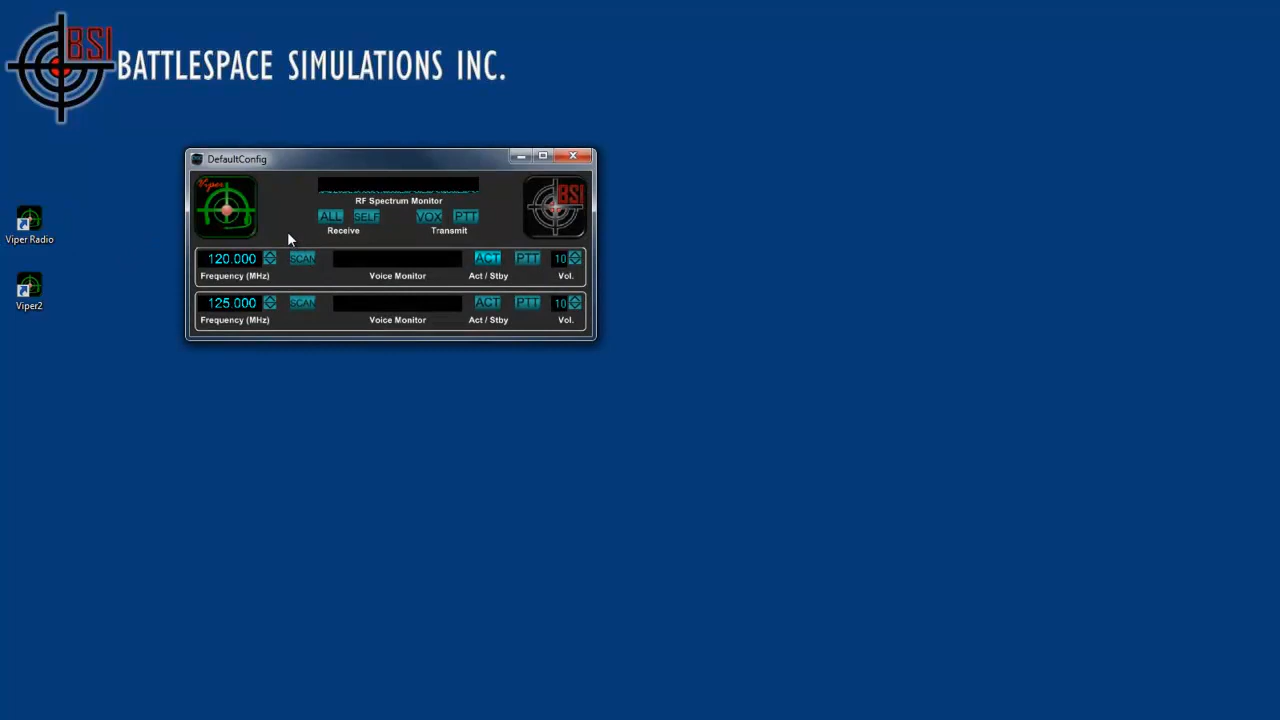 BSI
BATTLESPACE SIMULATIONS INC.
DefaultConfig
Viper
BSI
RF Spectrum Monitor
ALL SELF VOX PTT
Receive Transmit
Viper Radio
120.000 SCAN ACT PTT 10
Frequency (MHz) Voice Monitor Act / Stby Vol.
Viper2
125.000 SCAN ACT PTT 10
Frequency (MHz) Voice Monitor Act / Stby Vol.